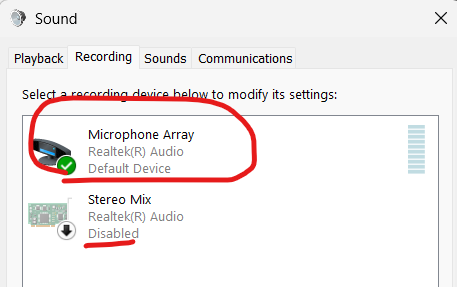 Sound
Playback Recording Sounds Communications
Select a recording device below to modify its settings:
Microphone Array
Realtek(R) Audio
Default Device
Stereo Mix
Realtek(R) Audio
Disabled